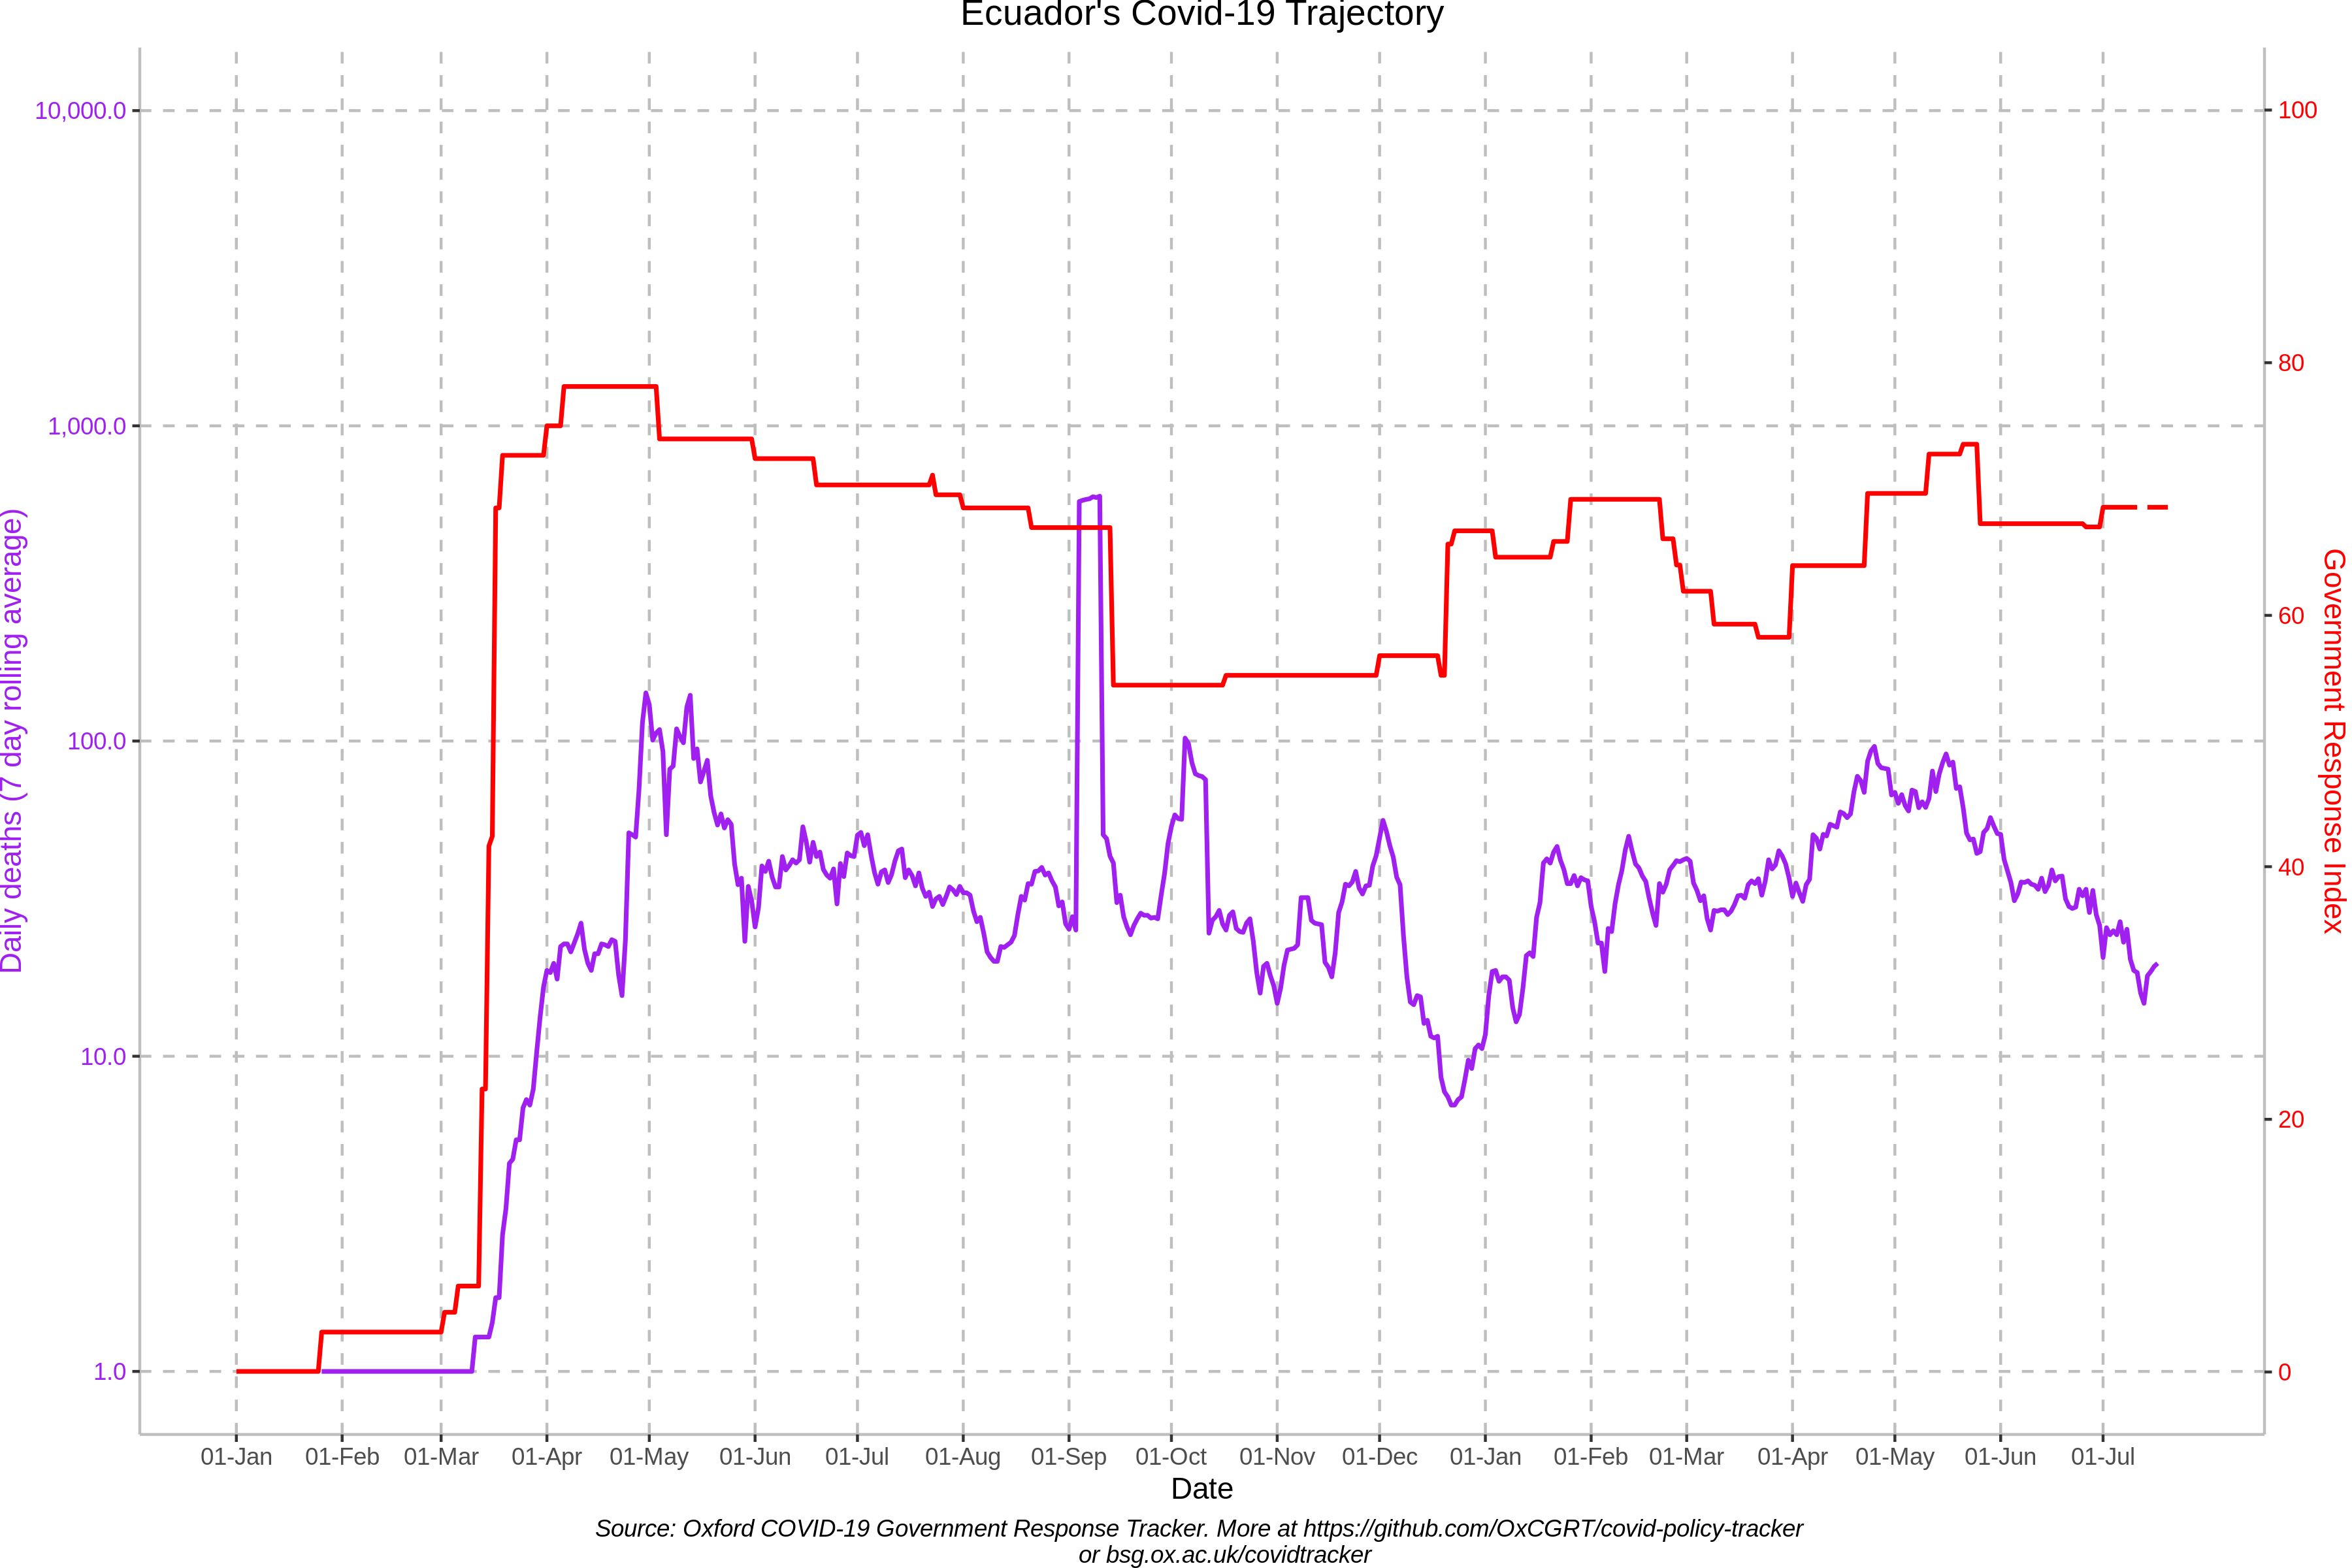 Ecuador's Covid-19 Trajectory
10,000.0
1,000.0
100.0
10.0
1.0
Daily deaths (7 day rolling average)
100
80
60
40
20
0
Government Response Index
01-Jan 01-Feb 01-Mar 01-Apr 01-May 01-Jun 01-Jul 01-Aug 01-Sep 01-Oct 01-Nov 01-Dec 01-Jan 01-Feb 01-Mar 01-Apr 01-May 01-Jun 01-Jul
Date
Source: Oxford COVID-19 Government Response Tracker. More at https://github.com/OxCGRT/covid-policy-tracker
or bsg.ox.ac.uk/covidtracker